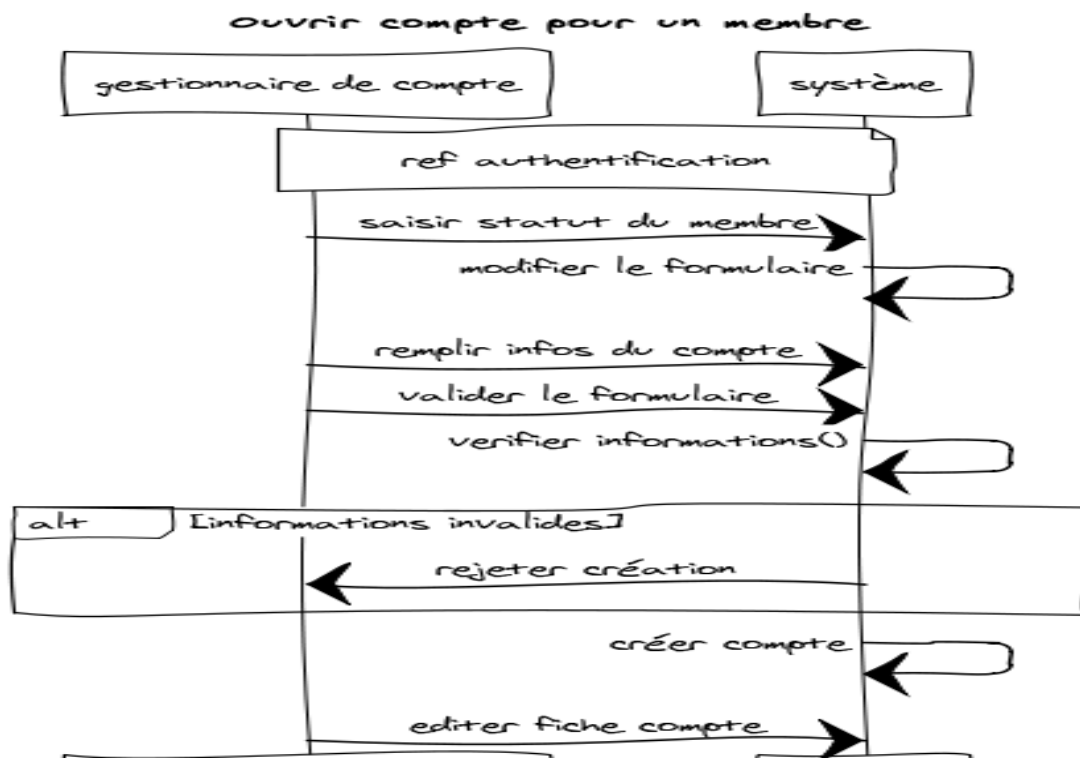 ouvrir compte pour un membre
gestionnaire de compte
système
ref authentification
saisir statut du membre
modifier le formulaire
remplir infos du compte
valider le formulaire
verifier informations()
alt [informations invalides]
rejeter création
créer compte
editer fiche compte